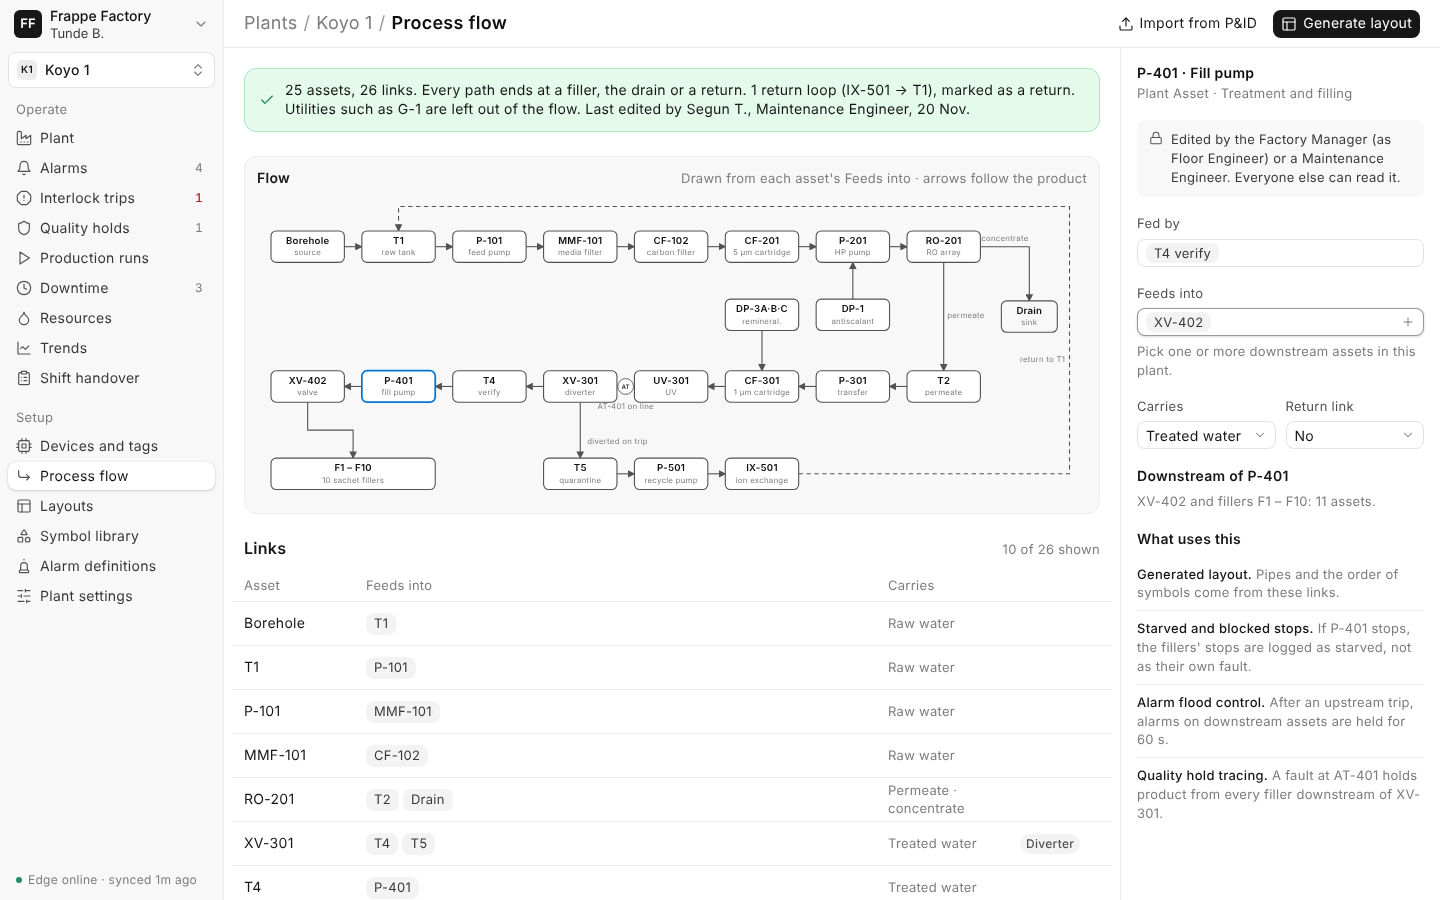 FF
Frappe Factory
Tunde B.
K1 Koyo 1
Operate
Plant
Alarms 4
Interlock trips 1
Quality holds 1
Production runs
Downtime 3
Resources
Trends
Shift handover
Setup
Devices and tags
Process flow
Layouts
Symbol library
Alarm definitions
Plant settings
Edge online · synced 1m ago
Plants / Koyo 1 / Process flow
Import from P&ID
Generate layout
25 assets, 26 links. Every path ends at a filler, the drain or a return. 1 return loop (IX-501 → T1), marked as a return.
Utilities such as G-1 are left out of the flow. Last edited by Segun T., Maintenance Engineer, 20 Nov.
Flow
Drawn from each asset's Feeds into · arrows follow the product
Borehole
source
T1
raw tank
P-101
feed pump
MMF-101
media filter
CF-102
carbon filter
CF-201
5 µm cartridge
P-201
HP pump
RO-201
RO array
concentrate
DP-3A·B·C
remineral.
DP-1
antiscalant
permeate
Drain
sink
return to T1
XV-402
valve
P-401
fill pump
T4
verify
XV-301
diverter
AT
UV-301
UV
CF-301
1 µm cartridge
P-301
transfer
T2
permeate
AT-401 on line
diverted on trip
F1 – F10
10 sachet fillers
T5
quarantine
P-501
recycle pump
IX-501
ion exchange
Links
10 of 26 shown
Asset Feeds into Carries
Borehole T1 Raw water
T1 P-101 Raw water
P-101 MMF-101 Raw water
MMF-101 CF-102 Raw water
RO-201 T2 Drain Permeate ·
concentrate
XV-301 T4 T5 Treated water Diverter
T4 P-401 Treated water
P-401 · Fill pump
Plant Asset · Treatment and filling
Edited by the Factory Manager (as
Floor Engineer) or a Maintenance
Engineer. Everyone else can read it.
Fed by
T4 verify
Feeds into
XV-402
Pick one or more downstream assets in this
plant.
Carries Return link
Treated water No
Downstream of P-401
XV-402 and fillers F1 – F10: 11 assets.
What uses this
Generated layout. Pipes and the order of
symbols come from these links.
Starved and blocked stops. If P-401 stops,
the fillers' stops are logged as starved, not
as their own fault.
Alarm flood control. After an upstream trip,
alarms on downstream assets are held for
60 s.
Quality hold tracing. A fault at AT-401 holds
product from every filler downstream of XV-
301.